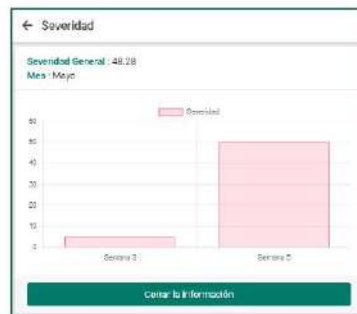 ← Severidad
Severidad General : 48.28
Mes : Mayo
Severidad
60
50
40
30
20
10
0
Semana 3
Semana 5
Cerrar la Información